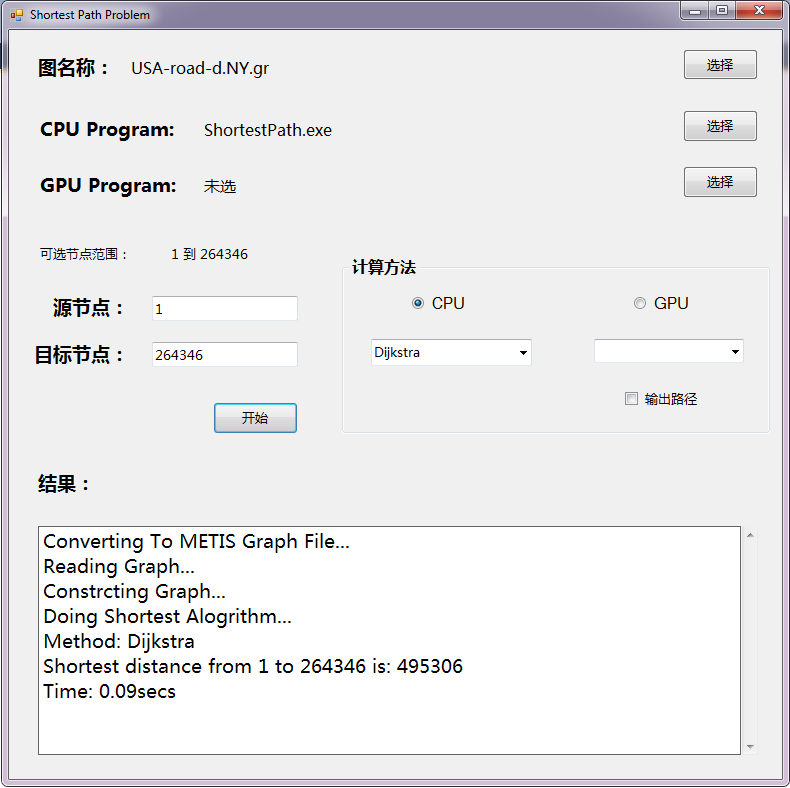 Shortest Path Problem
图名称： USA-road-d.NY.gr 选择
CPU Program: ShortestPath.exe 选择
GPU Program: 未选 选择
可选节点范围： 1 到 264346
计算方法
源节点： 1 CPU GPU
目标节点： 264346 Dijkstra
输出路径
开始
结果：
Converting To METIS Graph File...
Reading Graph...
Constrcting Graph...
Doing Shortest Alogrithm...
Method: Dijkstra
Shortest distance from 1 to 264346 is: 495306
Time: 0.09secs